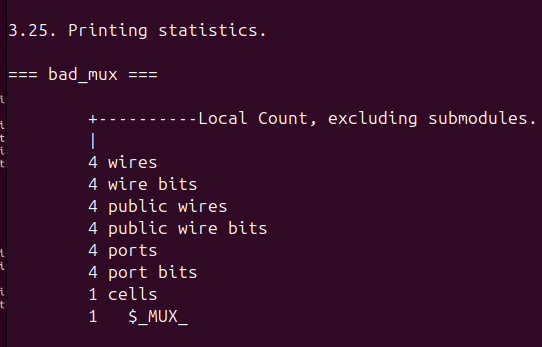 3.25. Printing statistics.
=== bad_mux ===
+----------Local Count, excluding submodules.
|
4 wires
4 wire bits
4 public wires
4 public wire bits
4 ports
4 port bits
1 cells
1   $_MUX_